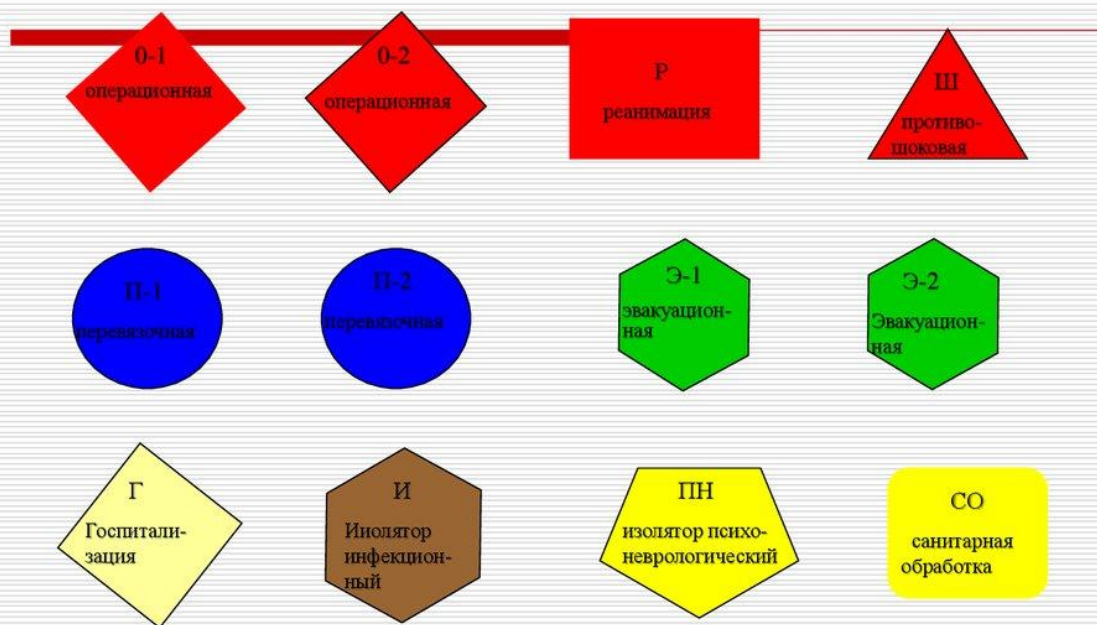 0-1
операционная
0-2
операционная
Р
реанимация
Ш
противо-
шоковая
П-1
перевязочная
П-2
перевязочная
Э-1
эвакуацион-
ная
Э-2
Эвакуацион-
ная
Г
Госпитали-
зация
И
Ииолятор
инфекцион-
ный
ПН
изолятор психо-
неврологический
СО
санитарная
обработка